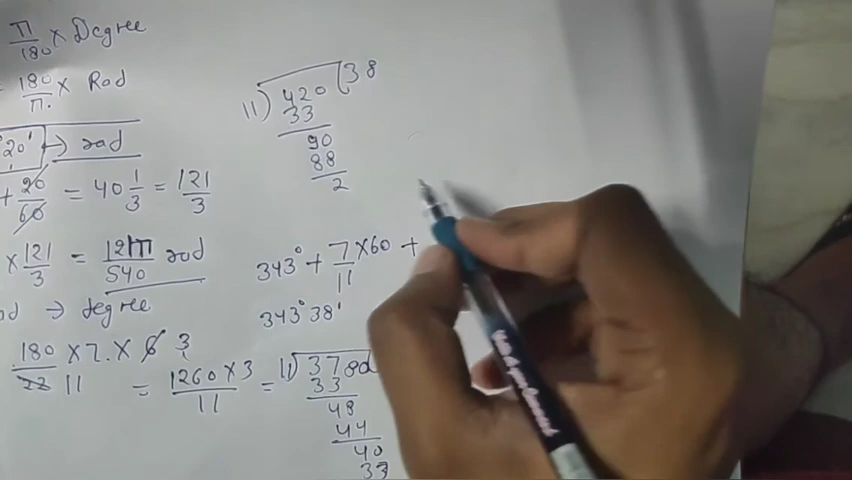 π/180 × Degree
= 180/π. × Rad
°20' → rad
+ 20/60 = 40 1/3 = 121/3
× 121/3 = 121π/540 rad
→ degree
180/22 × 7. × 6 3
11
= 1260×3/11 = 11) 3780
33
48
44
40
33
11) 420 (38
33
90
88
2
343° + 7/11 ×60 +
343° 38'